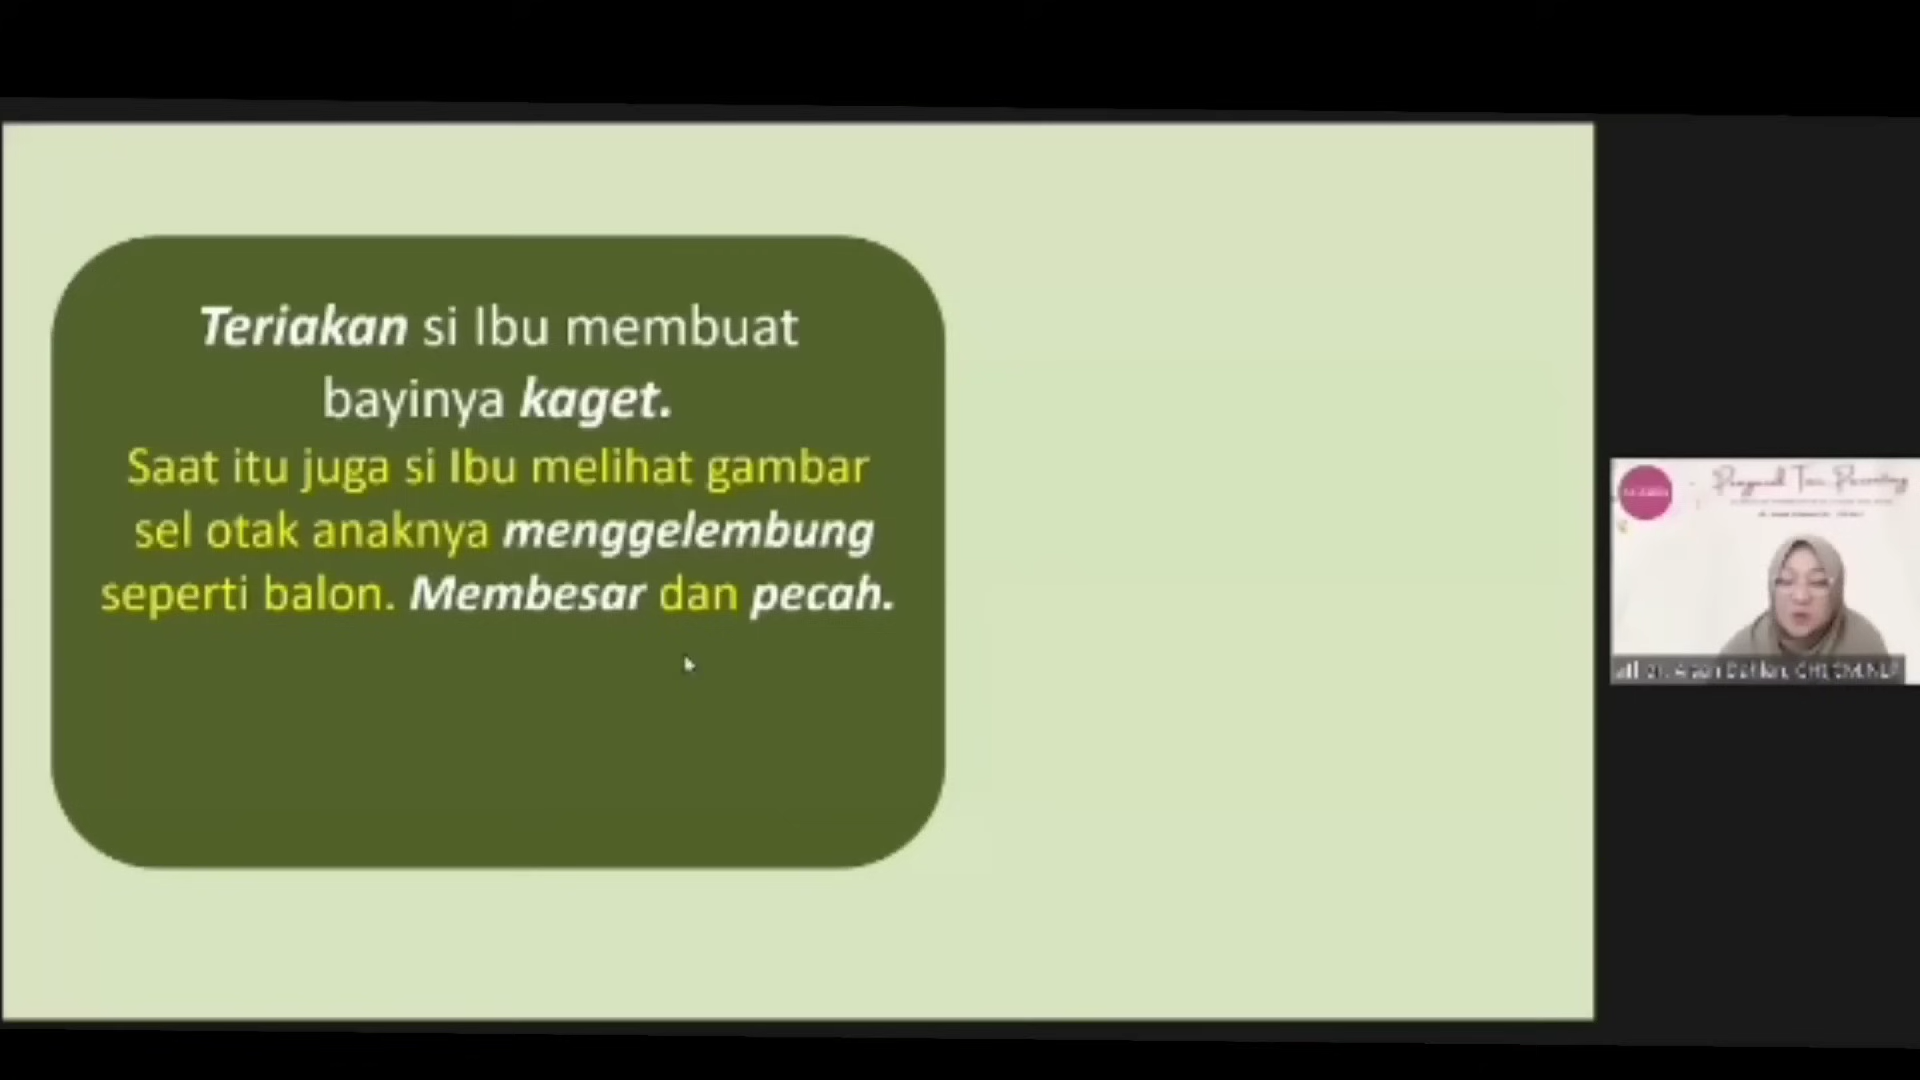 Teriakan si Ibu membuat
bayinya kaget.
Saat itu juga si Ibu melihat gambar
sel otak anaknya menggelembung
seperti balon. Membesar dan pecah.